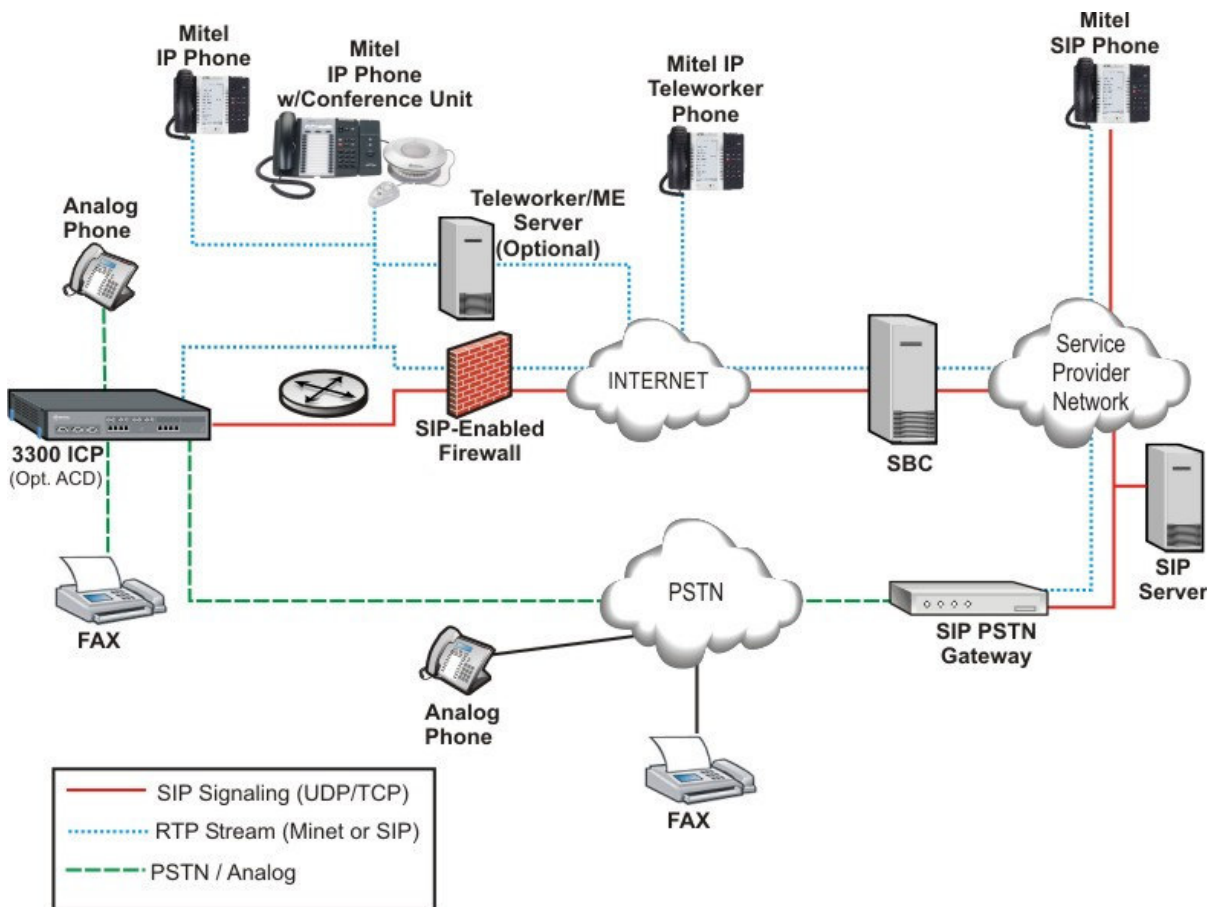 Mitel
IP Phone
Mitel
IP Phone
w/Conference Unit
Mitel IP
Teleworker
Phone
Mitel
SIP Phone
Analog
Phone
Teleworker/ME
Server
(Optional)
INTERNET
Service
Provider
Network
SIP-Enabled
Firewall
SBC
3300 ICP
(Opt. ACD)
FAX
PSTN
SIP
Server
SIP PSTN
Gateway
Analog
Phone
FAX
SIP Signaling (UDP/TCP)
RTP Stream (Minet or SIP)
PSTN / Analog